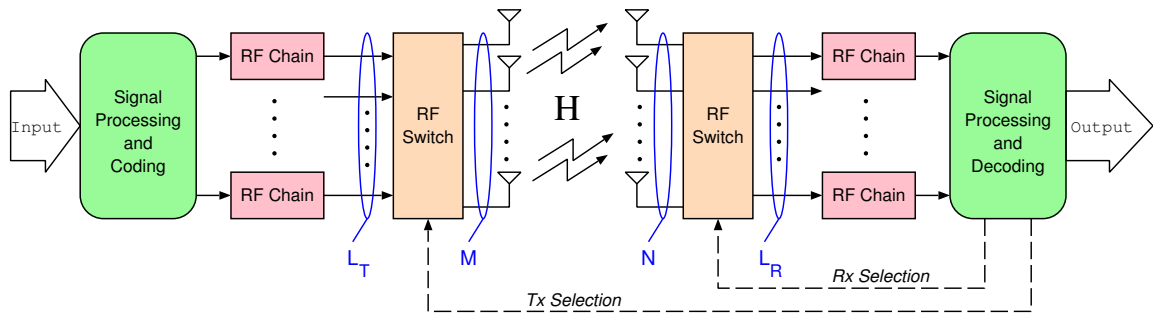 Input
Signal
Processing
and
Coding
RF Chain
RF Chain
L_T
RF
Switch
M
H
N
RF
Switch
L_R
RF Chain
RF Chain
Signal
Processing
and
Decoding
Output
Rx Selection
Tx Selection